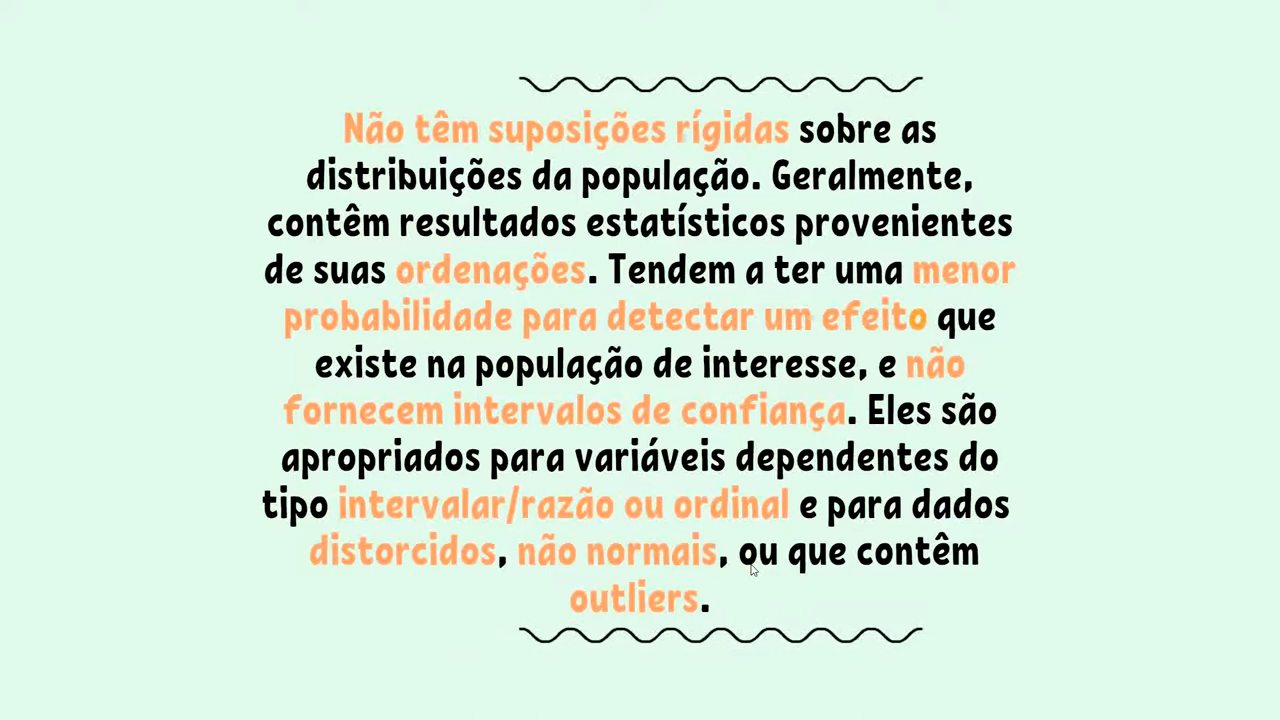 Não têm suposições rígidas sobre as
distribuições da população. Geralmente,
contêm resultados estatísticos provenientes
de suas ordenações. Tendem a ter uma menor
probabilidade para detectar um efeito que
existe na população de interesse, e não
fornecem intervalos de confiança. Eles são
apropriados para variáveis dependentes do
tipo intervalar/razão ou ordinal e para dados
distorcidos, não normais, ou que contêm
outliers.